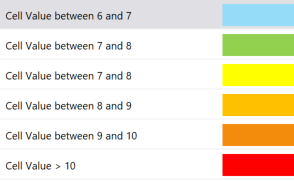 Cell Value between 6 and 7
Cell Value between 7 and 8
Cell Value between 7 and 8
Cell Value between 8 and 9
Cell Value between 9 and 10
Cell Value > 10